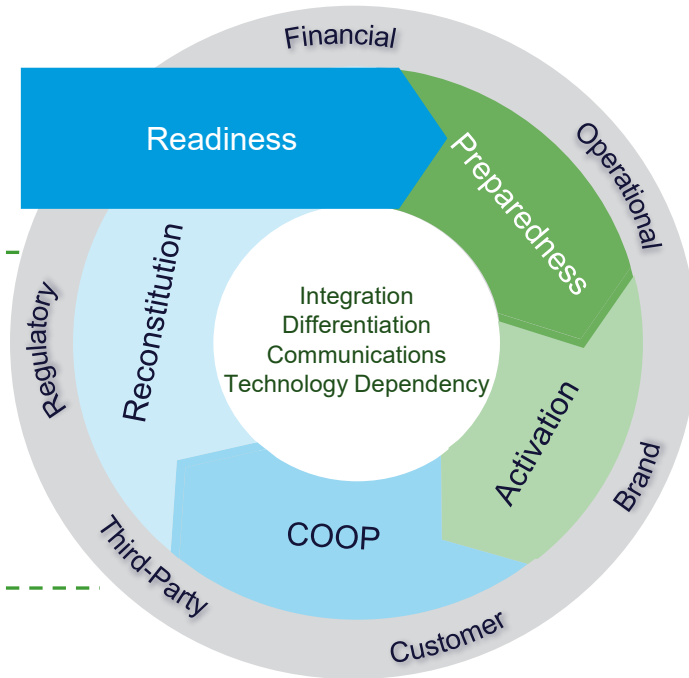 Financial
Readiness
Preparedness
Operational
Reconstitution
Integration
Differentiation
Communications
Technology Dependency
Regulatory
Activation
Brand
COOP
Third-Party
Customer